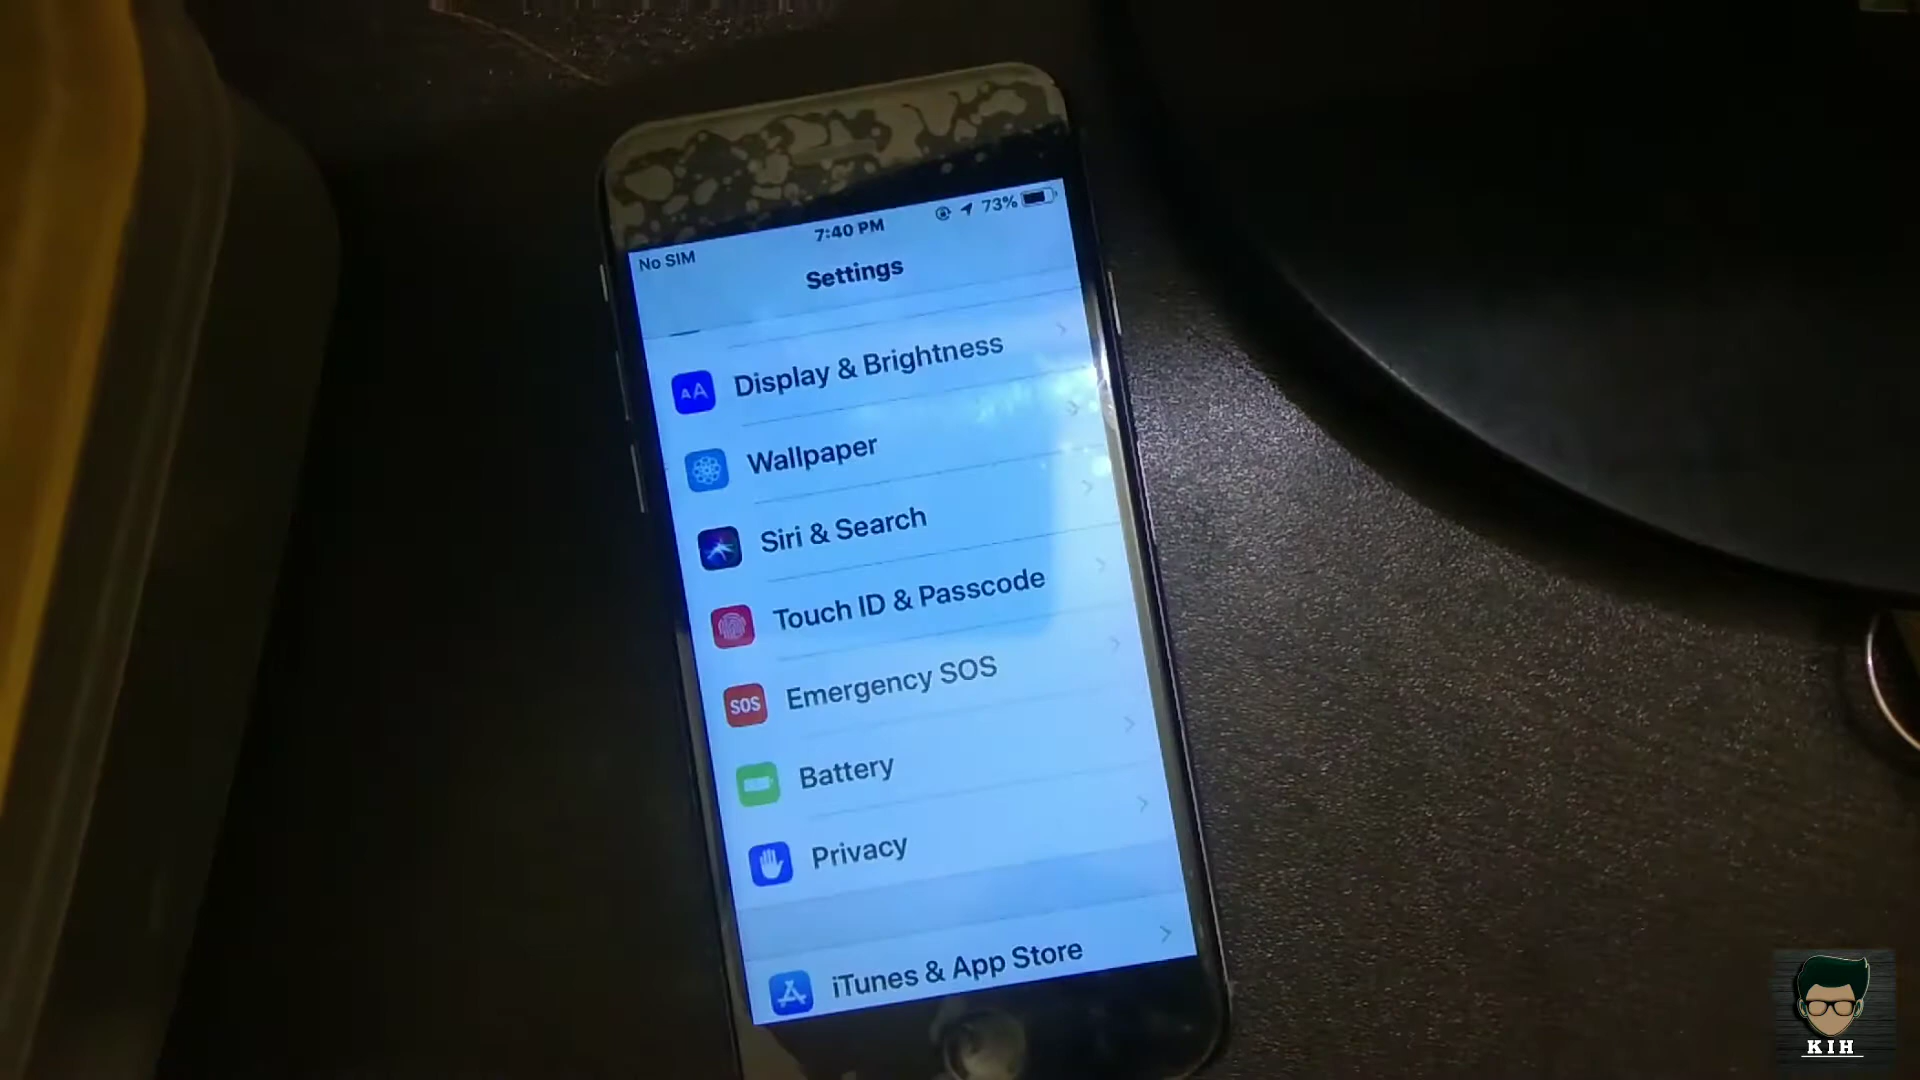 No SIM
7:40 PM
73%
Settings
AA
Display & Brightness
Wallpaper
Siri & Search
Touch ID & Passcode
SOS
Emergency SOS
Battery
Privacy
iTunes & App Store
KIH